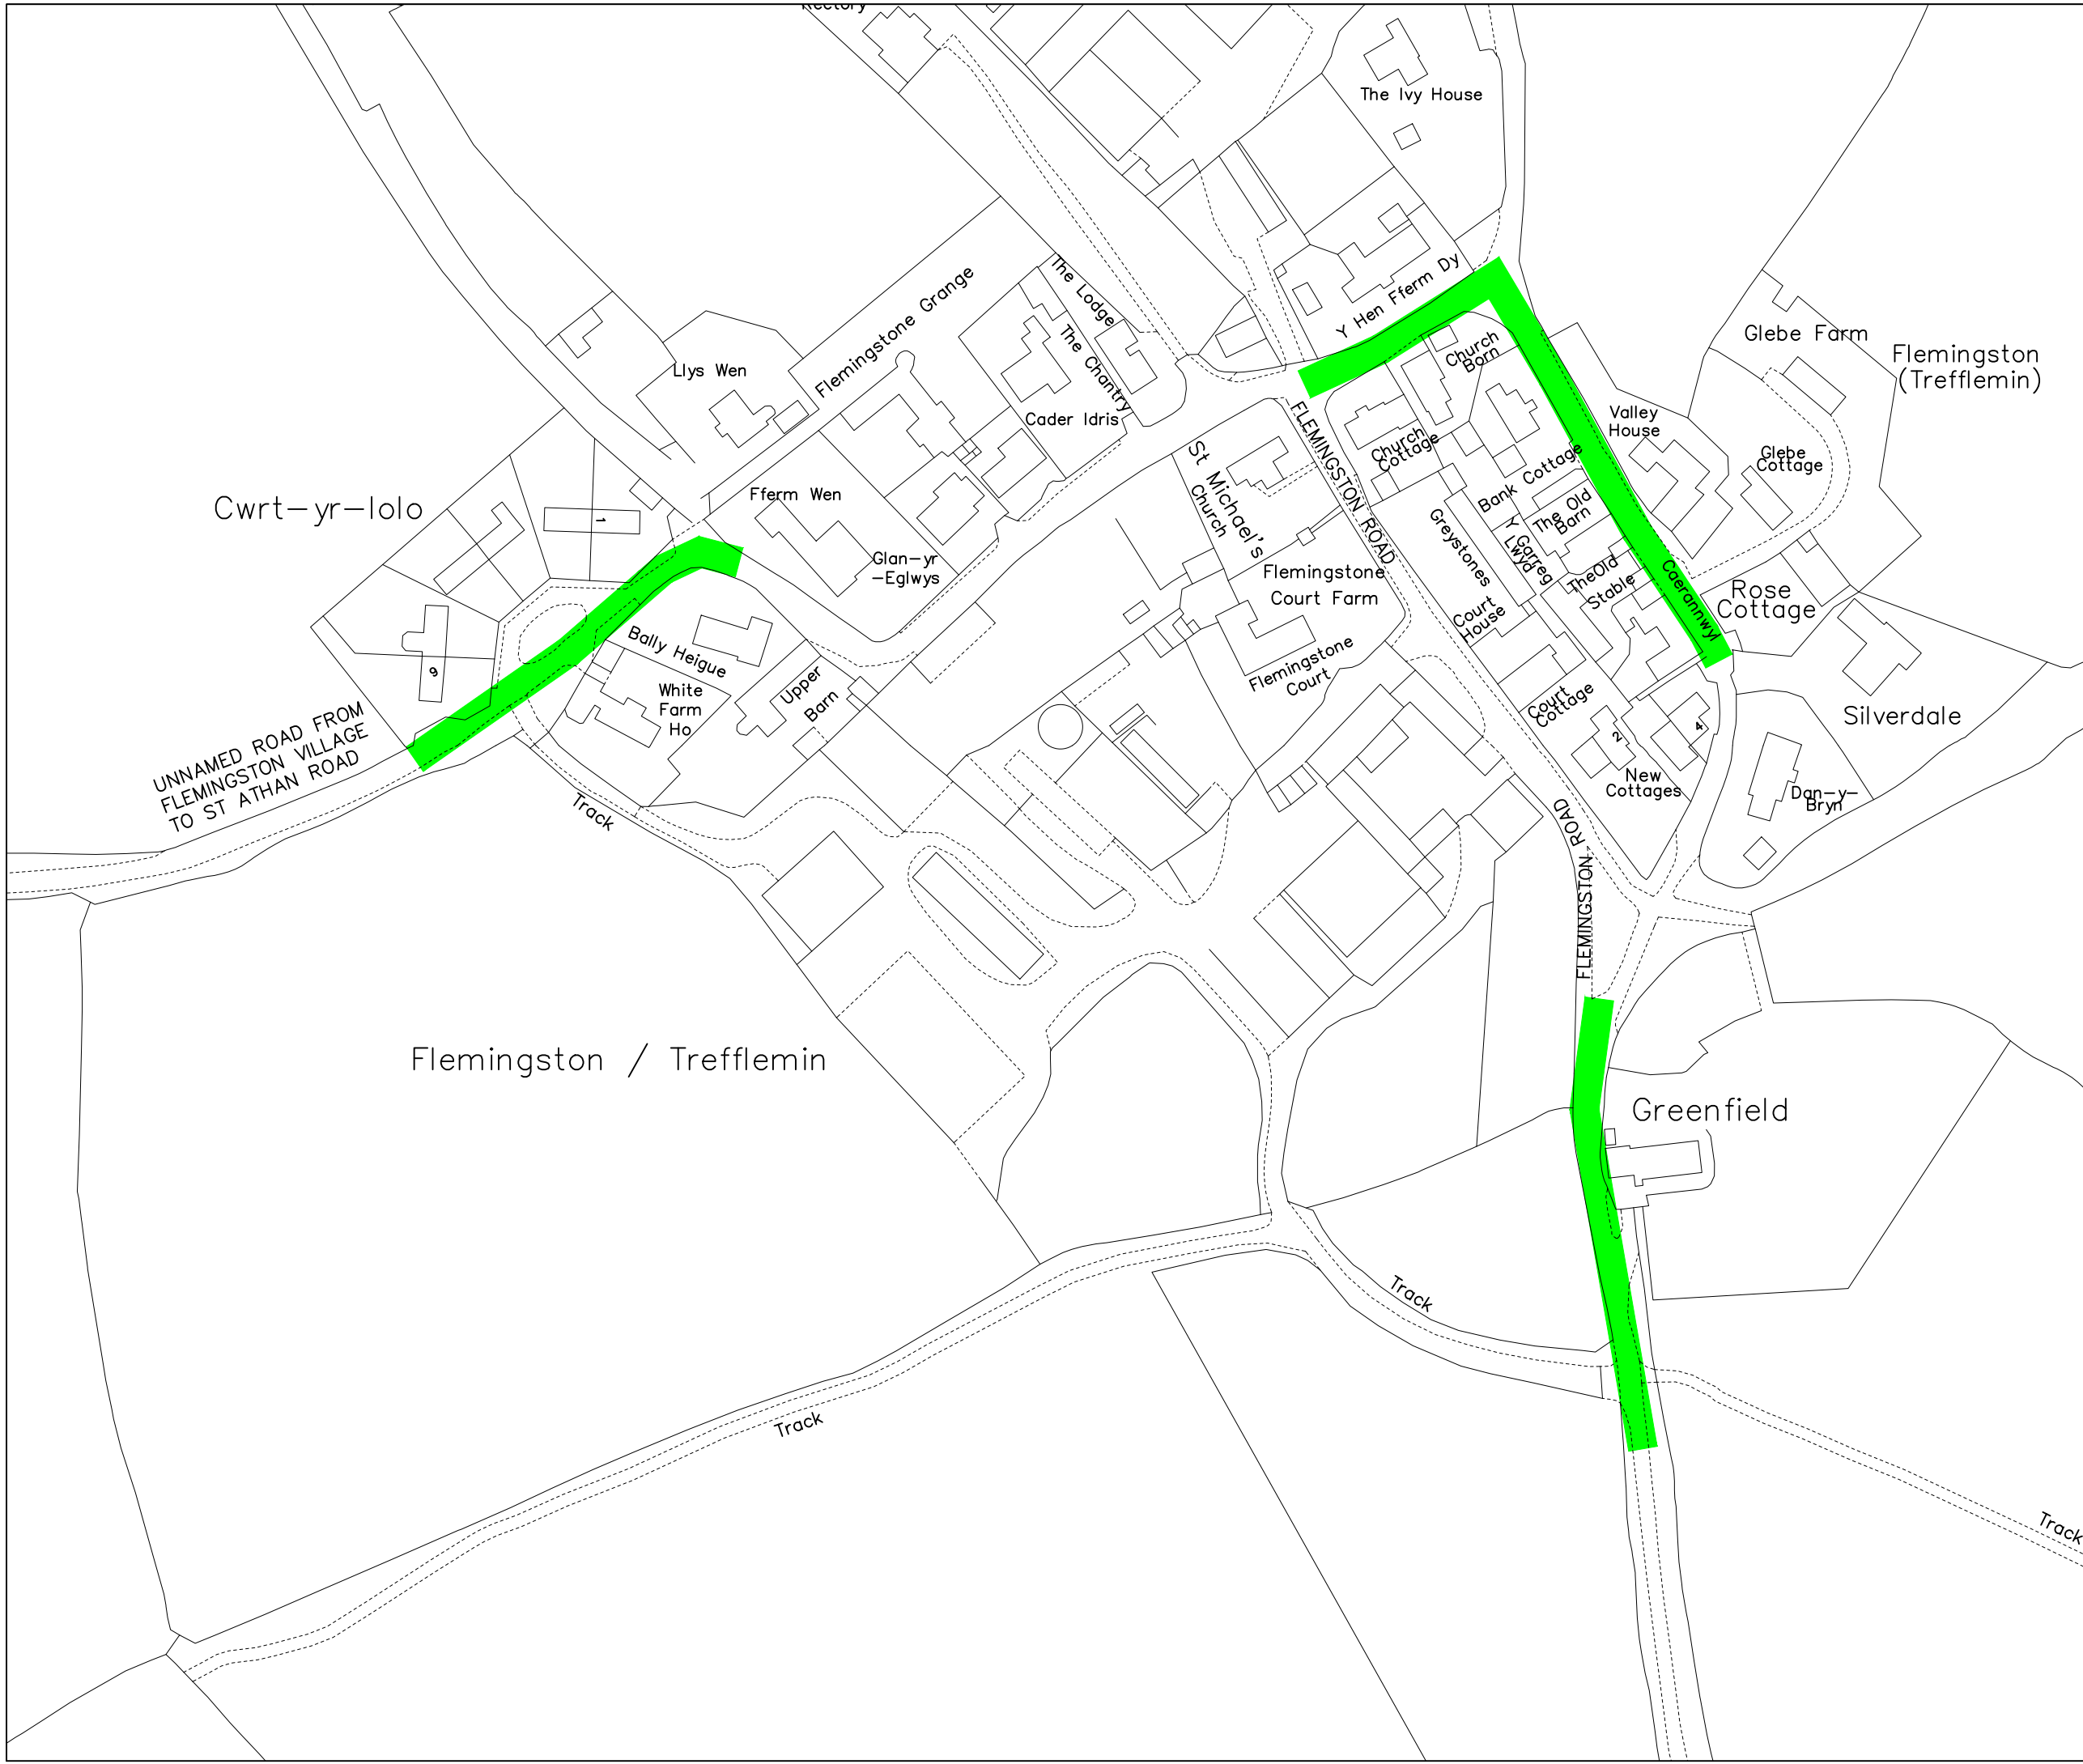 Rectory
The Ivy House
The Lodge
Y Hen Fferm Dy
Flemingstone Grange
The Chantry
Glebe Farm
Flemingston
(Trefflemin)
Church
Barn
Llys Wen
Cader Idris
Valley
House
FLEMINGSTON ROAD
Church
Cottage
St Michael's
Church
Glebe
Cottage
Bank Cottage
Fferm Wen
Cwrt-yr-Iolo
1
The Old
Barn
Greystones
Y Garreg
Lwyd
Glan-yr
-Eglwys
Flemingstone
Court Farm
TheOld
Stable
Caerannwyl
Rose
Cottage
Court
House
Bally Heigue
9
White
Farm
Ho
Upper
Barn
Flemingstone
Court
Court
Cottage
2
4
Silverdale
UNNAMED ROAD FROM
FLEMINGSTON VILLAGE
TO ST ATHAN ROAD
New
Cottages
Dan-y-
Bryn
Track
FLEMINGSTON ROAD
Flemingston / Trefflemin
Greenfield
Track
Track
Track